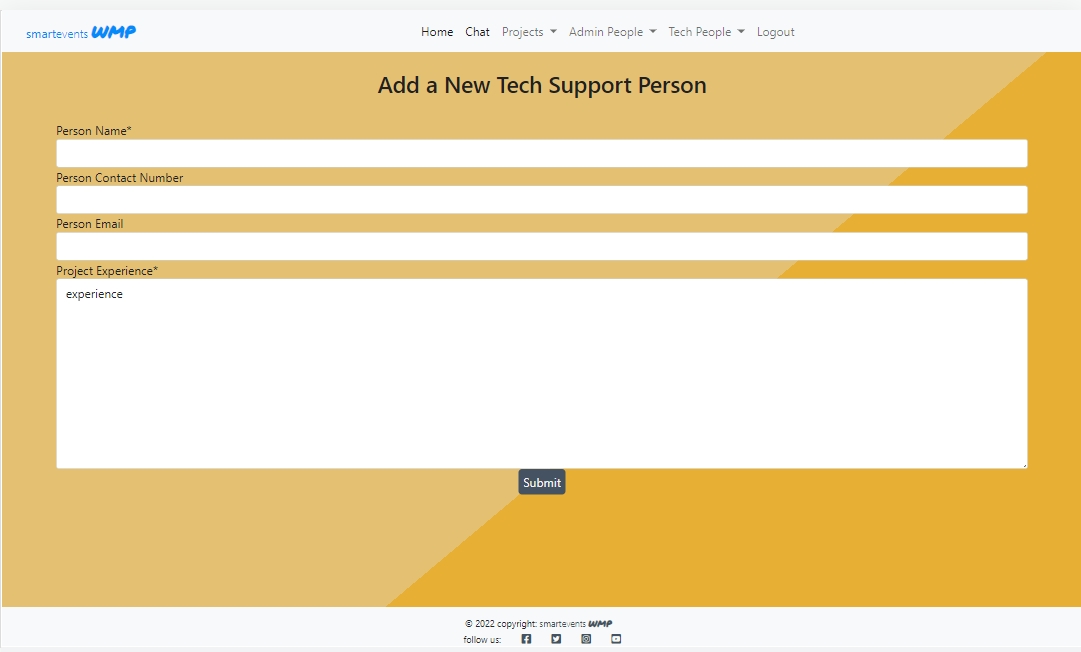 smartevents WMP Home Chat Projects Admin People Tech People Logout
Add a New Tech Support Person
Person Name*
Person Contact Number
Person Email
Project Experience*
experience
Submit
© 2022 copyright: smartevents WMP
follow us: